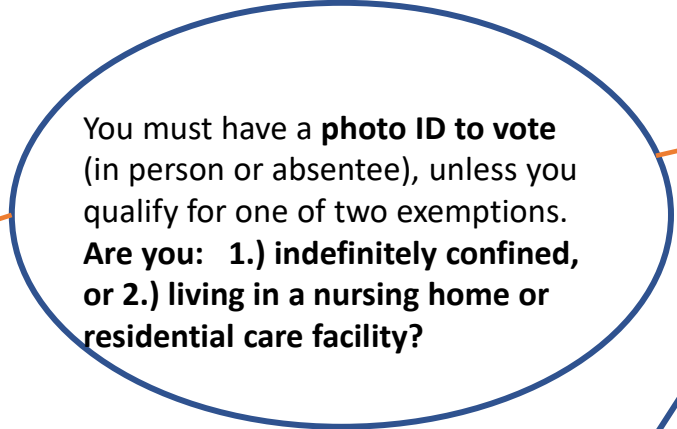 You must have a photo ID to vote
(in person or absentee), unless you
qualify for one of two exemptions.
Are you: 1.) indefinitely confined,
or 2.) living in a nursing home or
residential care facility?